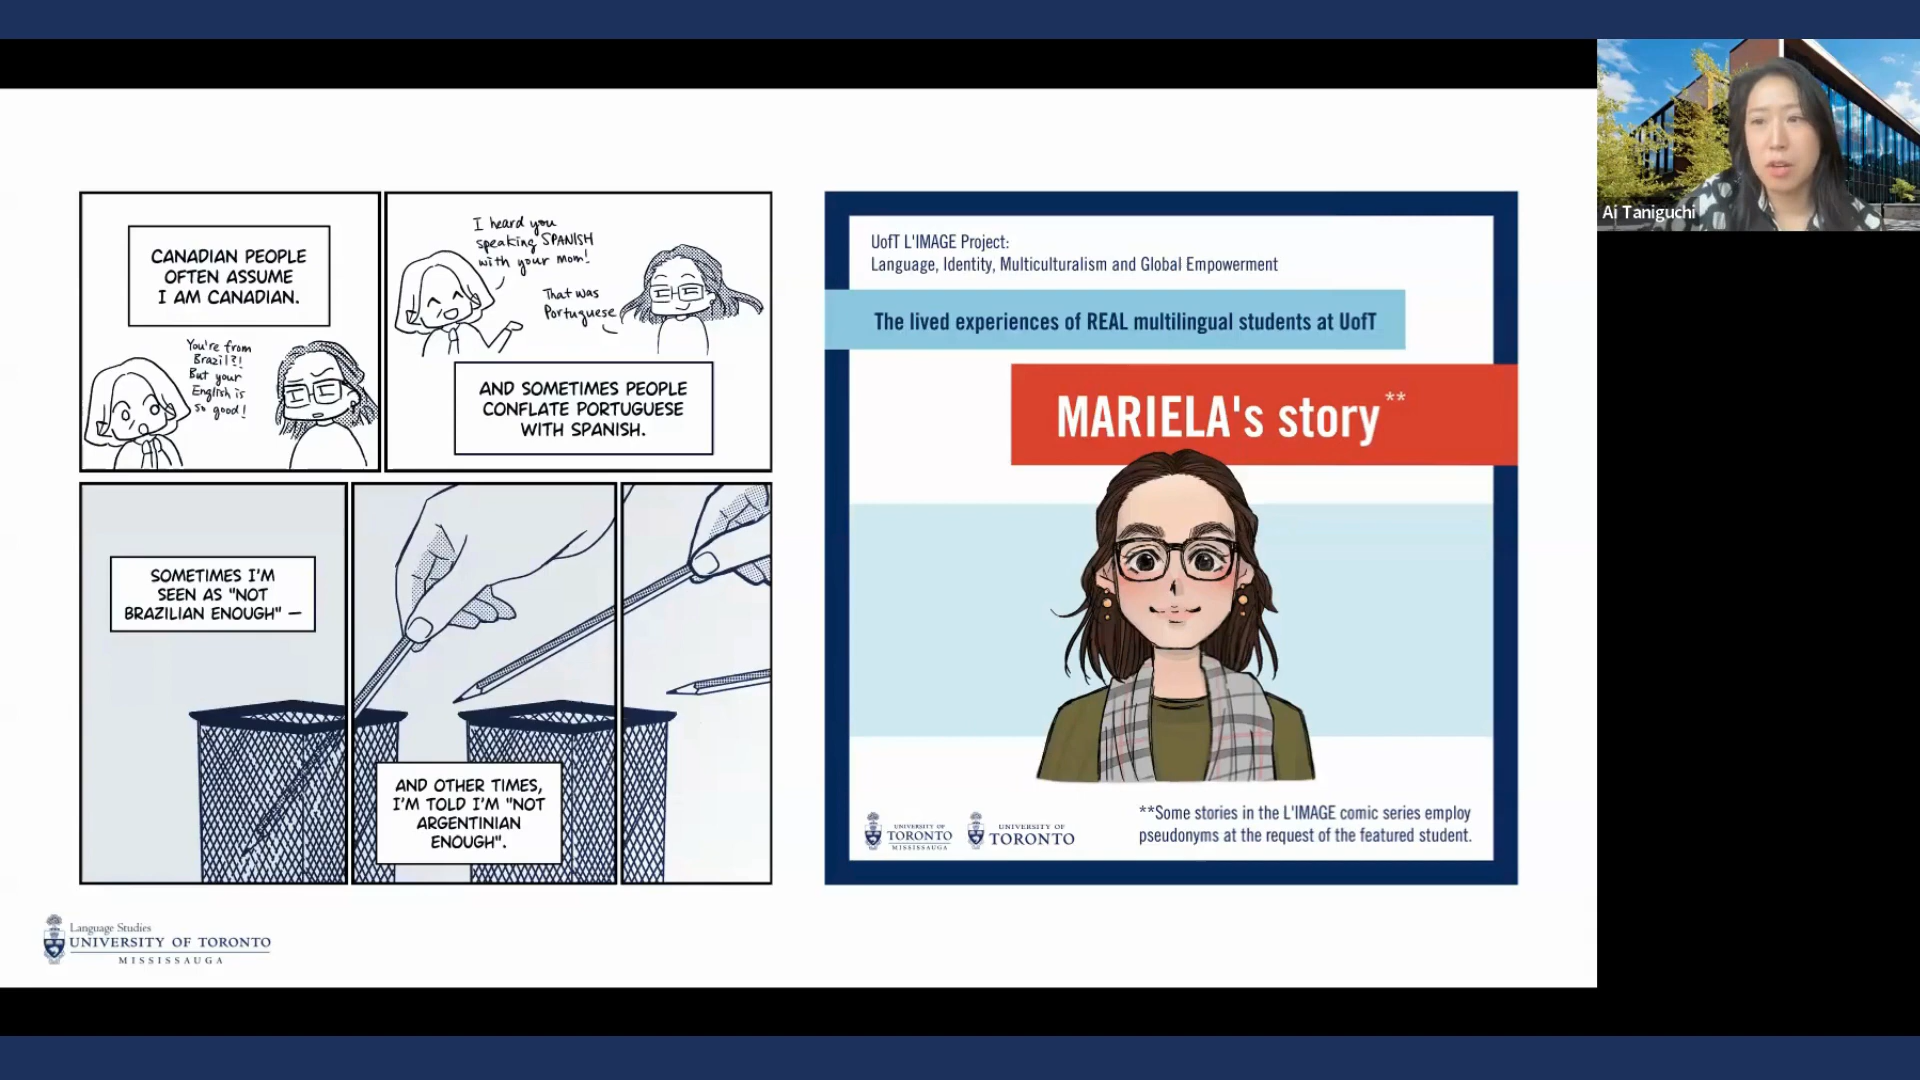 CANADIAN PEOPLE
OFTEN ASSUME
I AM CANADIAN.
You're from
Brazil?!
But your
English is
so good!
I heard you
speaking SPANISH
with your mom!
That was
Portuguese
AND SOMETIMES PEOPLE
CONFLATE PORTUGUESE
WITH SPANISH.
SOMETIMES I'M
SEEN AS "NOT
BRAZILIAN ENOUGH" —
AND OTHER TIMES,
I'M TOLD I'M "NOT
ARGENTINIAN
ENOUGH".
UofT L'IMAGE Project:
Language, Identity, Multiculturalism and Global Empowerment
The lived experiences of REAL multilingual students at UofT
MARIELA's story**
UNIVERSITY OF
TORONTO
MISSISSAUGA
UNIVERSITY OF
TORONTO
**Some stories in the L'IMAGE comic series employ
pseudonyms at the request of the featured student.
Language Studies
UNIVERSITY OF TORONTO
MISSISSAUGA
Ai Taniguchi